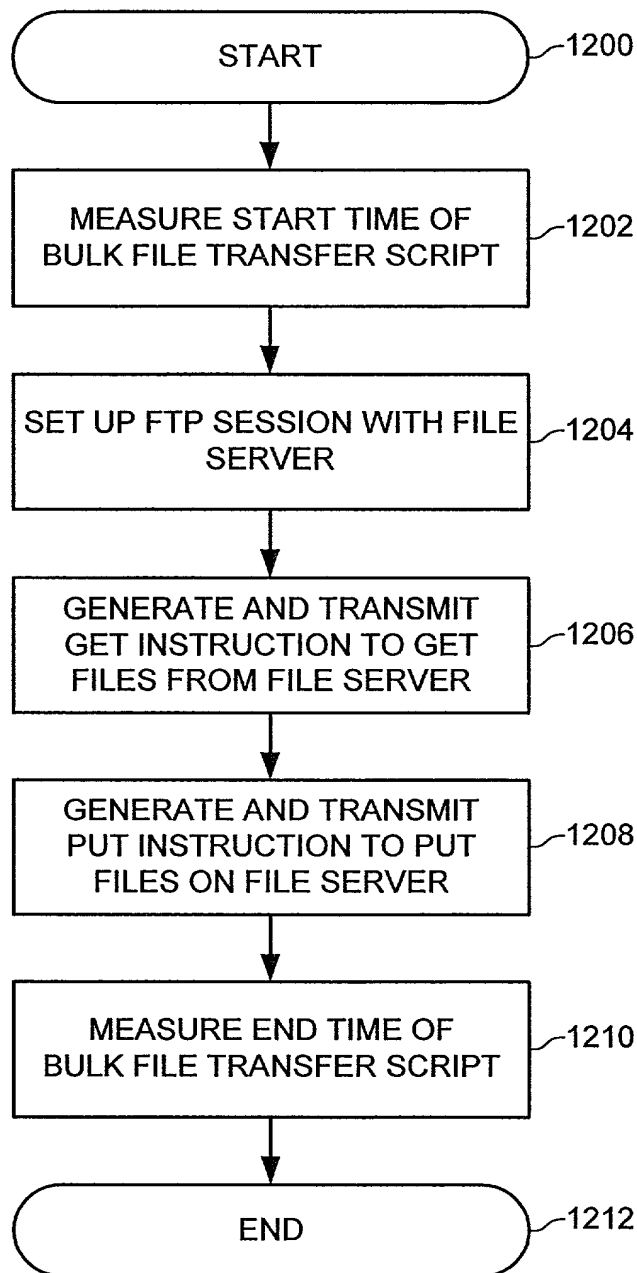 START
1200
MEASURE START TIME OF
BULK FILE TRANSFER SCRIPT
1202
SET UP FTP SESSION WITH FILE
SERVER
1204
GENERATE AND TRANSMIT
GET INSTRUCTION TO GET
FILES FROM FILE SERVER
1206
GENERATE AND TRANSMIT
PUT INSTRUCTION TO PUT
FILES ON FILE SERVER
1208
MEASURE END TIME OF
BULK FILE TRANSFER SCRIPT
1210
END
1212